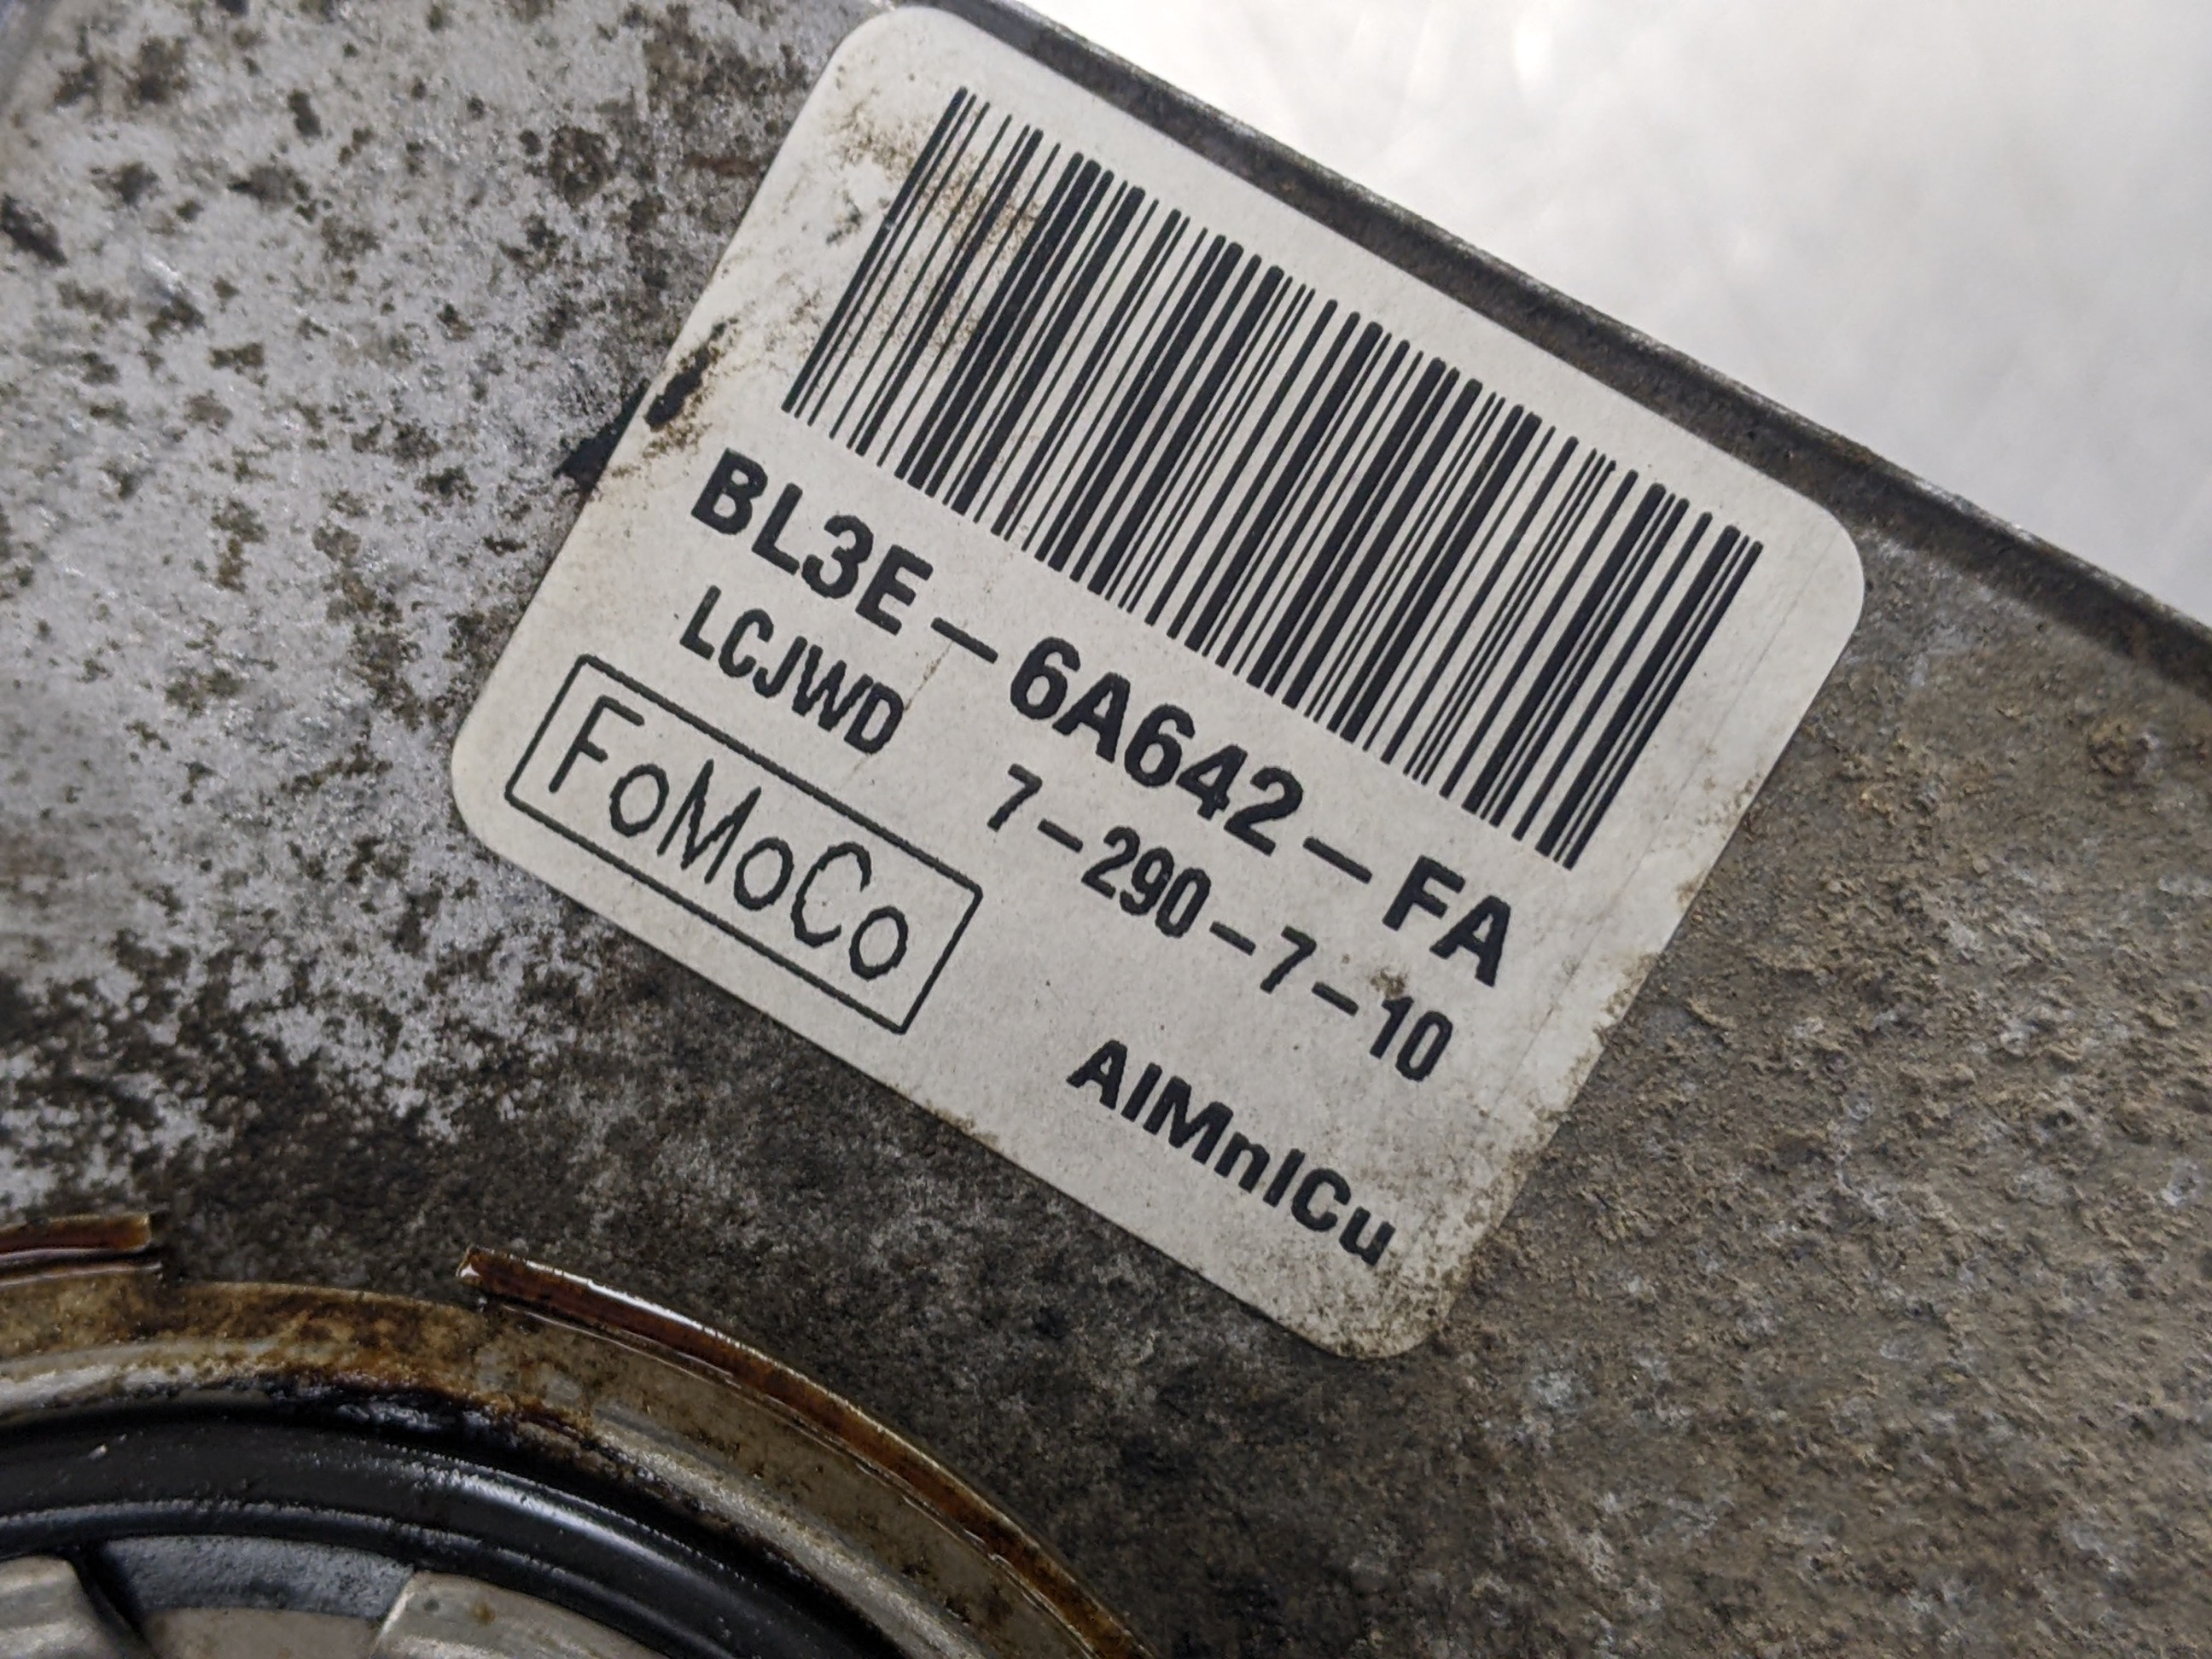 BL3E-6A642-FA
LCJWD 7-290-7-10
FoMoCo
AlMnlCu